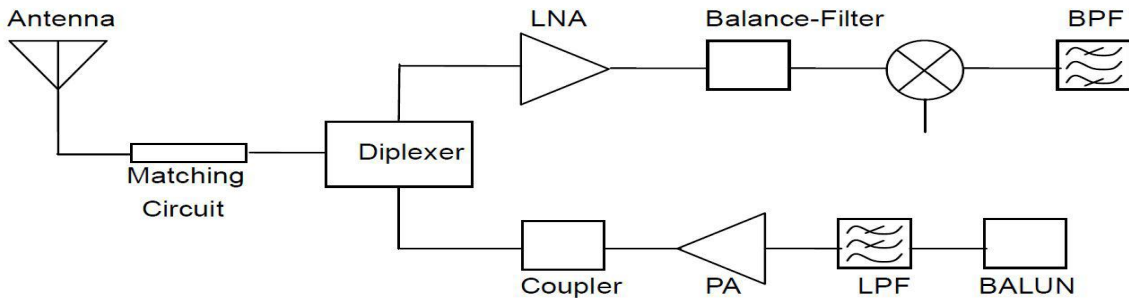 Antenna
LNA
Balance-Filter
BPF
Diplexer
Matching
Circuit
Coupler
PA
LPF
BALUN